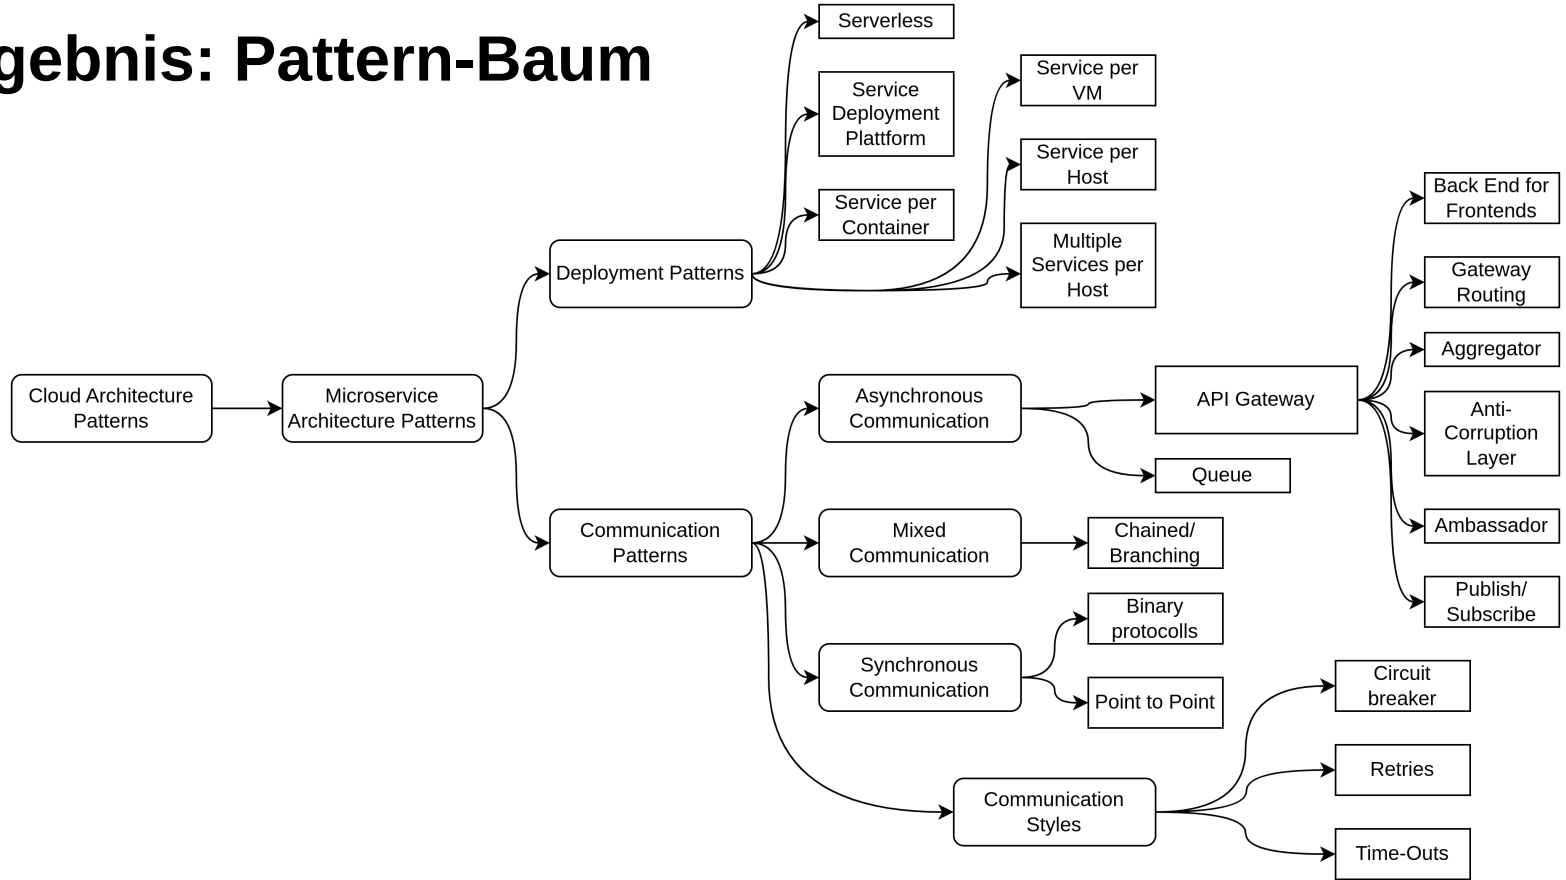 gebnis: Pattern-Baum
Serverless
Service
Deployment
Plattform
Service per
Container
Service per
VM
Service per
Host
Multiple
Services per
Host
Deployment Patterns
Back End for
Frontends
Gateway
Routing
Aggregator
Anti-
Corruption
Layer
Ambassador
Publish/
Subscribe
Cloud Architecture
Patterns
Microservice
Architecture Patterns
Asynchronous
Communication
API Gateway
Queue
Communication
Patterns
Mixed
Communication
Chained/
Branching
Binary
protocolls
Synchronous
Communication
Point to Point
Circuit
breaker
Retries
Communication
Styles
Time-Outs